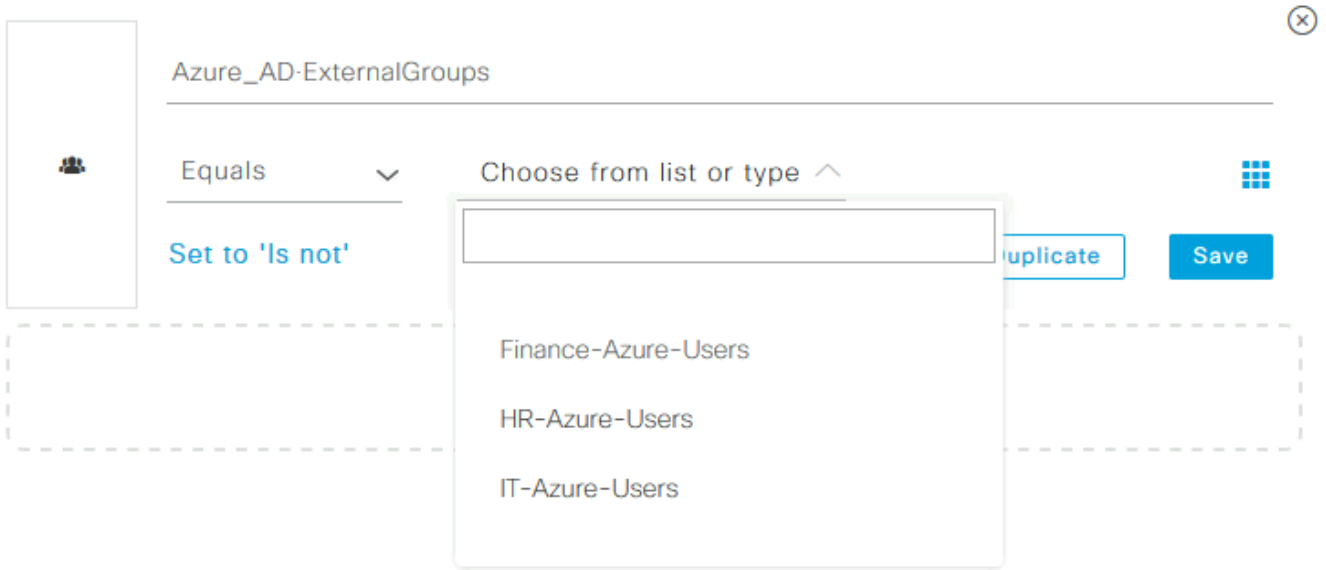 Azure_AD·ExternalGroups
Equals
Choose from list or type
Set to 'Is not'
uplicate
Save
Finance-Azure-Users
HR-Azure-Users
IT-Azure-Users